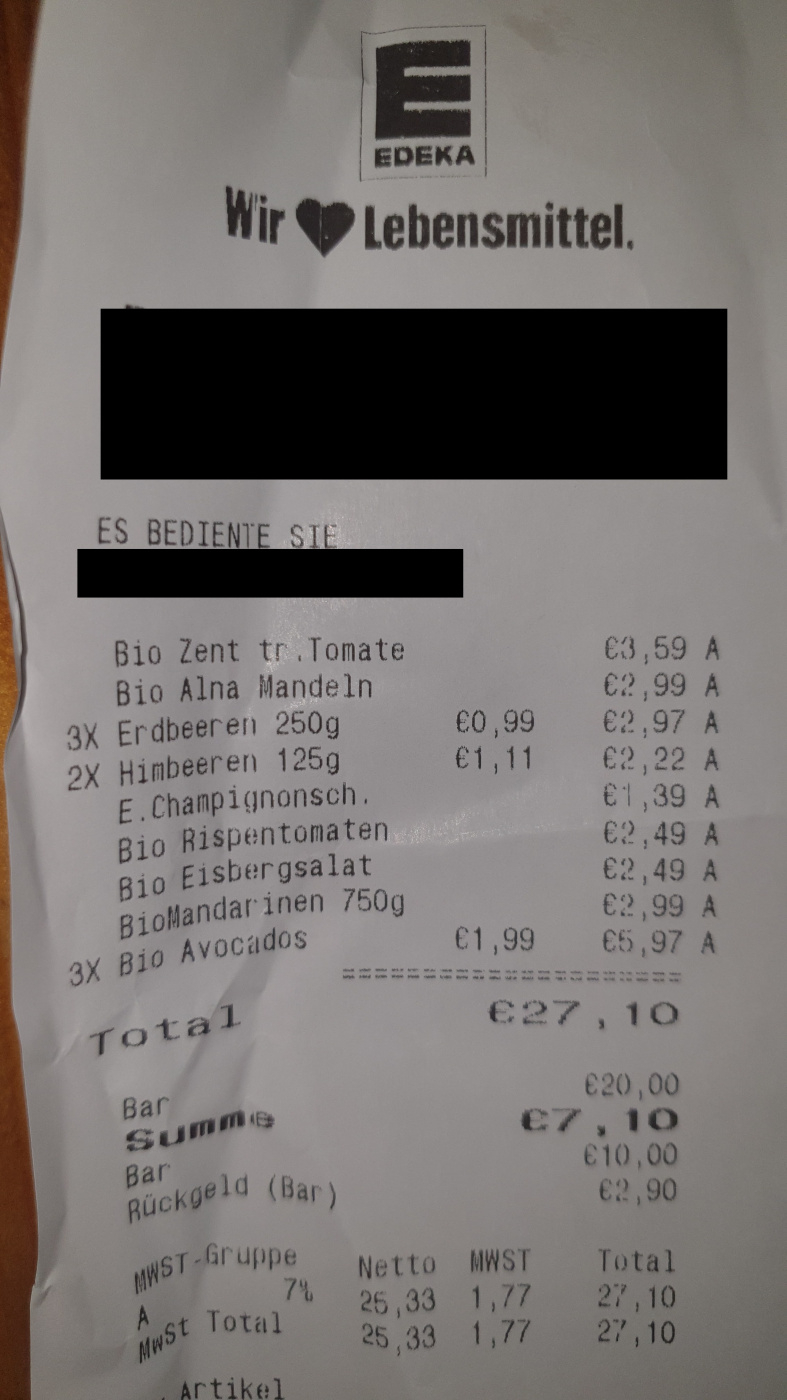 EDEKA
Wir ♥ Lebensmittel.
ES BEDIENTE SIE
Bio Zent tr.Tomate €3,59 A
Bio Alna Mandeln €2,99 A
3X Erdbeeren 250g €0,99 €2,97 A
2X Himbeeren 125g €1,11 €2,22 A
E.Champignonsch. €1,39 A
Bio Rispentomaten €2,49 A
Bio Eisbergsalat €2,49 A
BioMandarinen 750g €2,99 A
3X Bio Avocados €1,99 €5,97 A
=====================
Total €27,10
Bar €20,00
Summe €7,10
Bar €10,00
Rückgeld (Bar) €2,90
MWST-Gruppe Netto MWST Total
A 7% 25,33 1,77 27,10
MwSt Total 25,33 1,77 27,10
Artikel